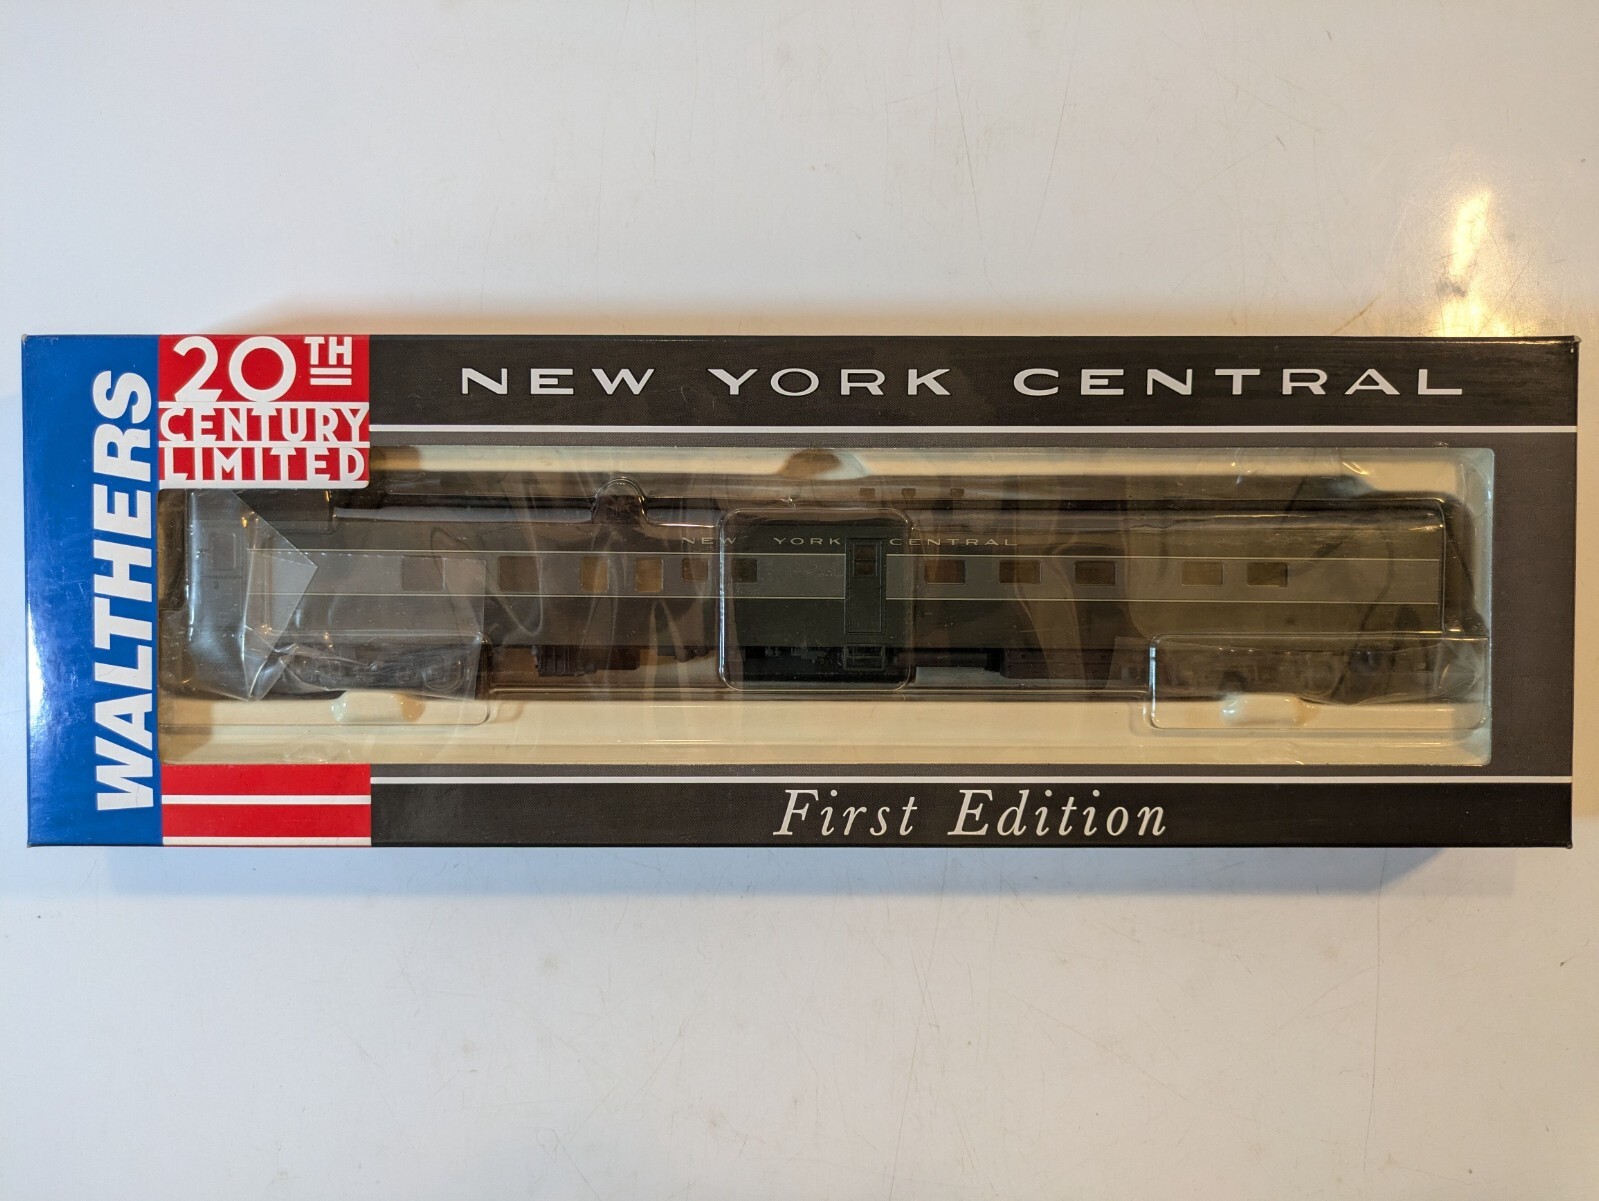 WALTHERS
20TH
CENTURY
LIMITED
NEW YORK CENTRAL
NEW YORK CENTRAL
First Edition